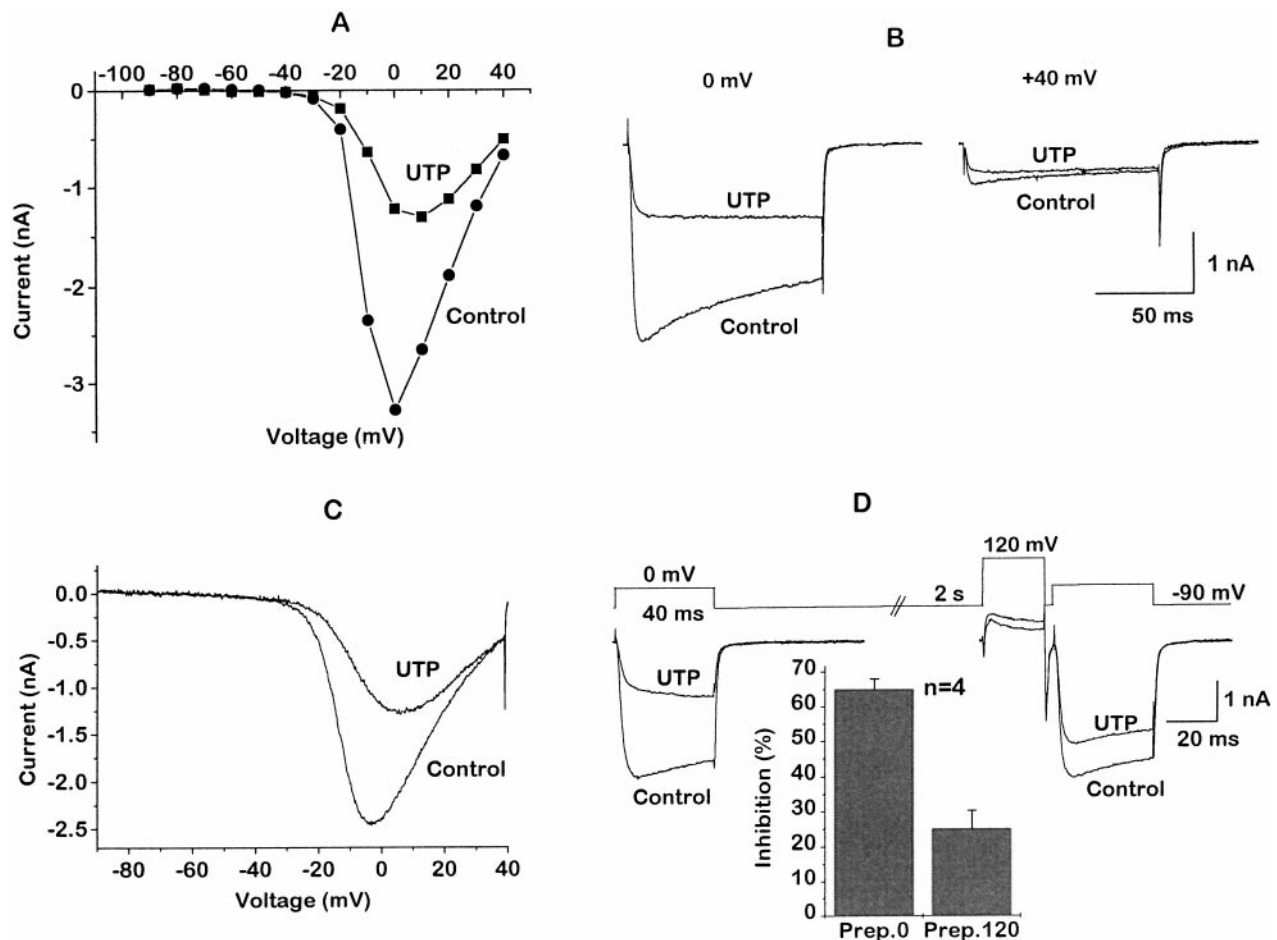 A
-100 -80 -60 -40 -20 0 20 40
0
-1
-2
-3
Current (nA)
UTP
Control
Voltage (mV)
B
0 mV
+40 mV
UTP
Control
UTP
Control
1 nA
50 ms
C
0.0
-0.5
-1.0
-1.5
-2.0
-2.5
Current (nA)
UTP
Control
-80 -60 -40 -20 0 20 40
Voltage (mV)
D
120 mV
0 mV
40 ms
2 s
-90 mV
UTP
Control
UTP
Control
1 nA
20 ms
70
60
50
40
30
20
10
0
Inhibition (%)
n=4
Prep.0 Prep.120